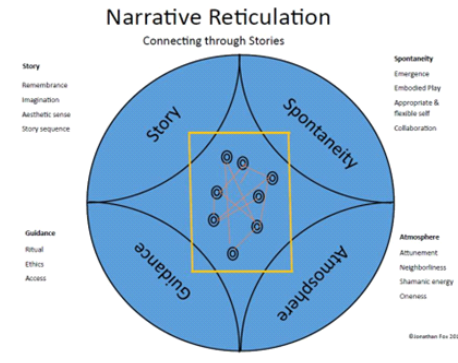 Narrative Reticulation
Connecting through Stories
Story
Remembrance
Imagination
Aesthetic sense
Story sequence
Spontaneity
Emergence
Embodied Play
Appropriate &
flexible self
Collaboration
Story
Spontaneity
Guidance
Atmosphere
Guidance
Ritual
Ethics
Access
Atmosphere
Attunement
Neighborliness
Shamanic energy
Oneness
©Jonathan Fox